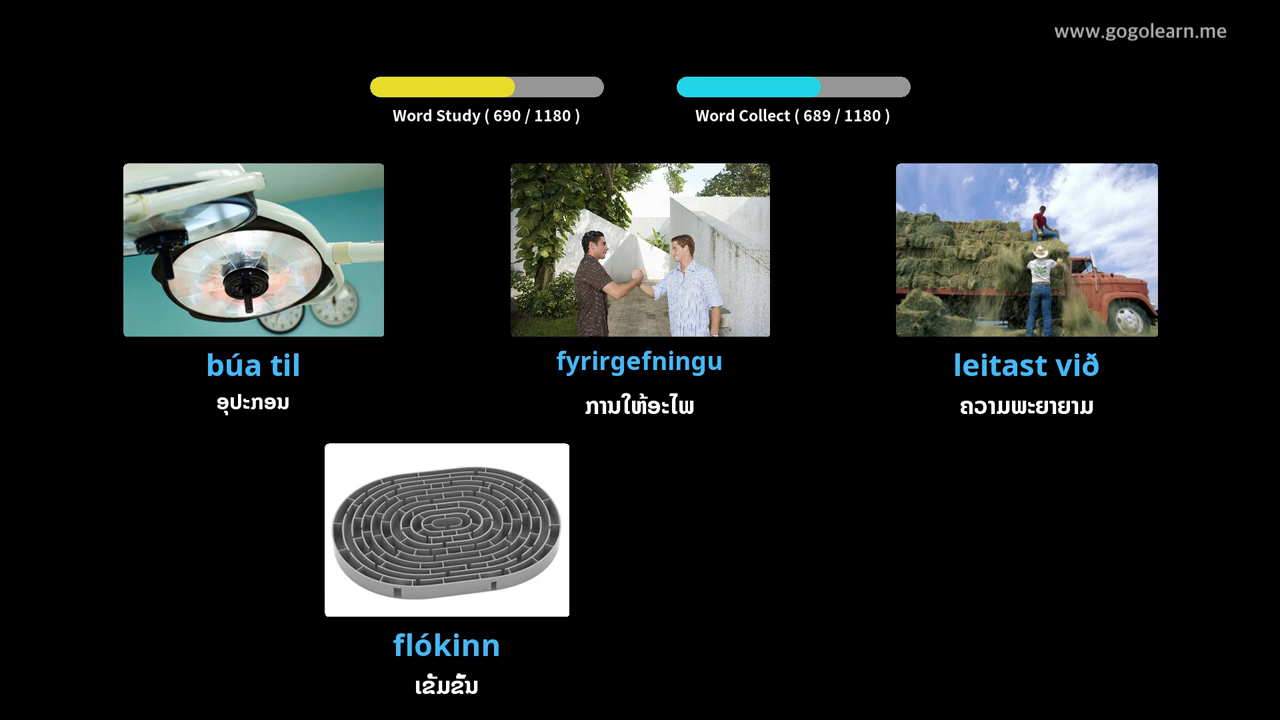 www.gogolearn.me
Word Study ( 690 / 1180 )
Word Collect ( 689 / 1180 )
búa til
ອຸປະກອນ
fyrirgefningu
ການໃຫ້ອະໄພ
leitast við
ຄວາມພະຍາຍາມ
flókinn
ເຂັ້ມຂົ້ນ